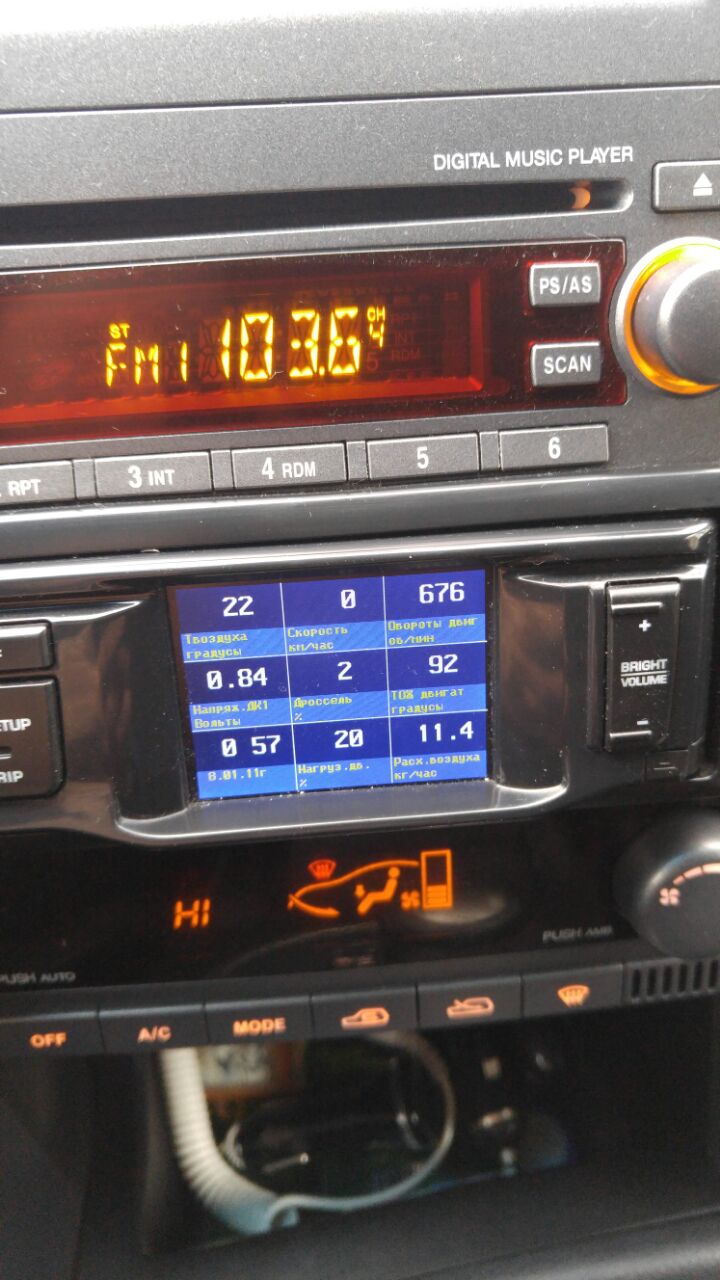 DIGITAL MUSIC PLAYER
PS/AS
ST
CH
FM1 103.6 4
SCAN
RPT 3 INT 4 RDM 5 6
22 0 676
Твоздуха Скорость Обороты двиг
градусы км/час об/мин
0.84 2 92
Напряж.ДК1 Дроссель ТОЖ двигат
Вольты % градусы
0 57 20 11.4
8.01.11г Нагруз.дв. Расх.воздуха
% кг/час
+
BRIGHT
VOLUME
-
ETUP
RIP
HI
PUSH AUTO
PUSH AMB
OFF A/C MODE